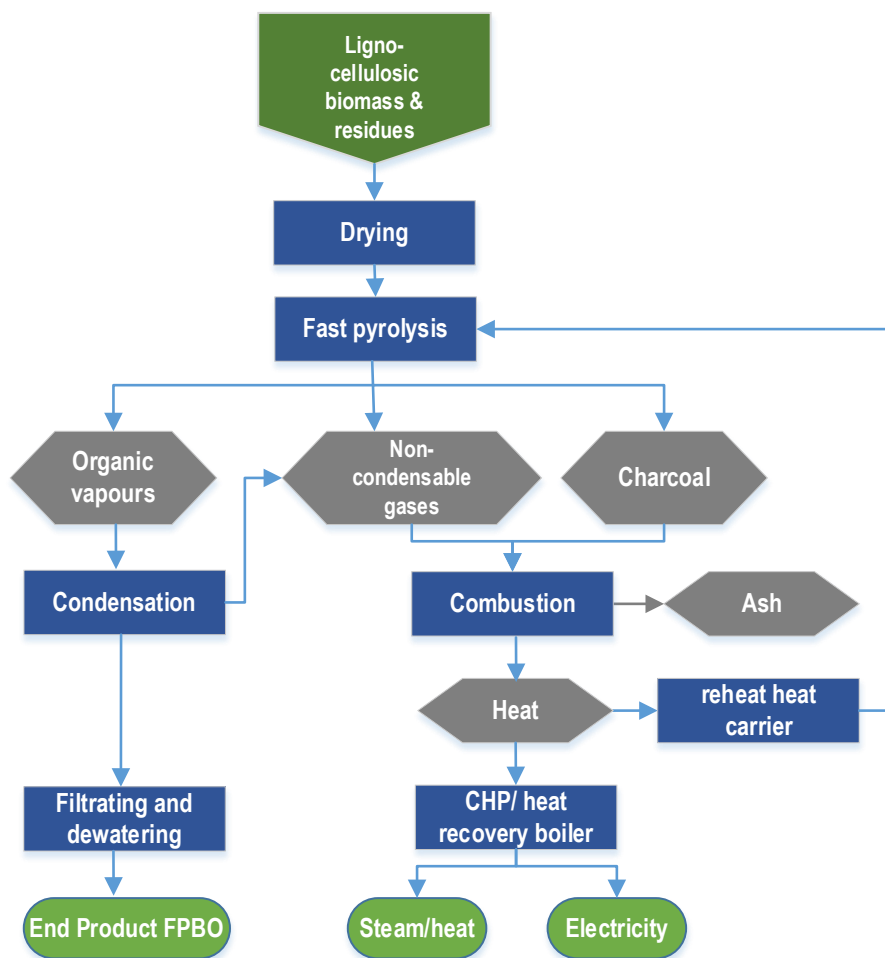 Ligno-
cellulosic
biomass &
residues
Drying
Fast pyrolysis
Organic
vapours
Non-
condensable
gases
Charcoal
Condensation
Combustion
Ash
Heat
reheat heat
carrier
Filtrating and
dewatering
CHP/ heat
recovery boiler
End Product FPBO
Steam/heat
Electricity